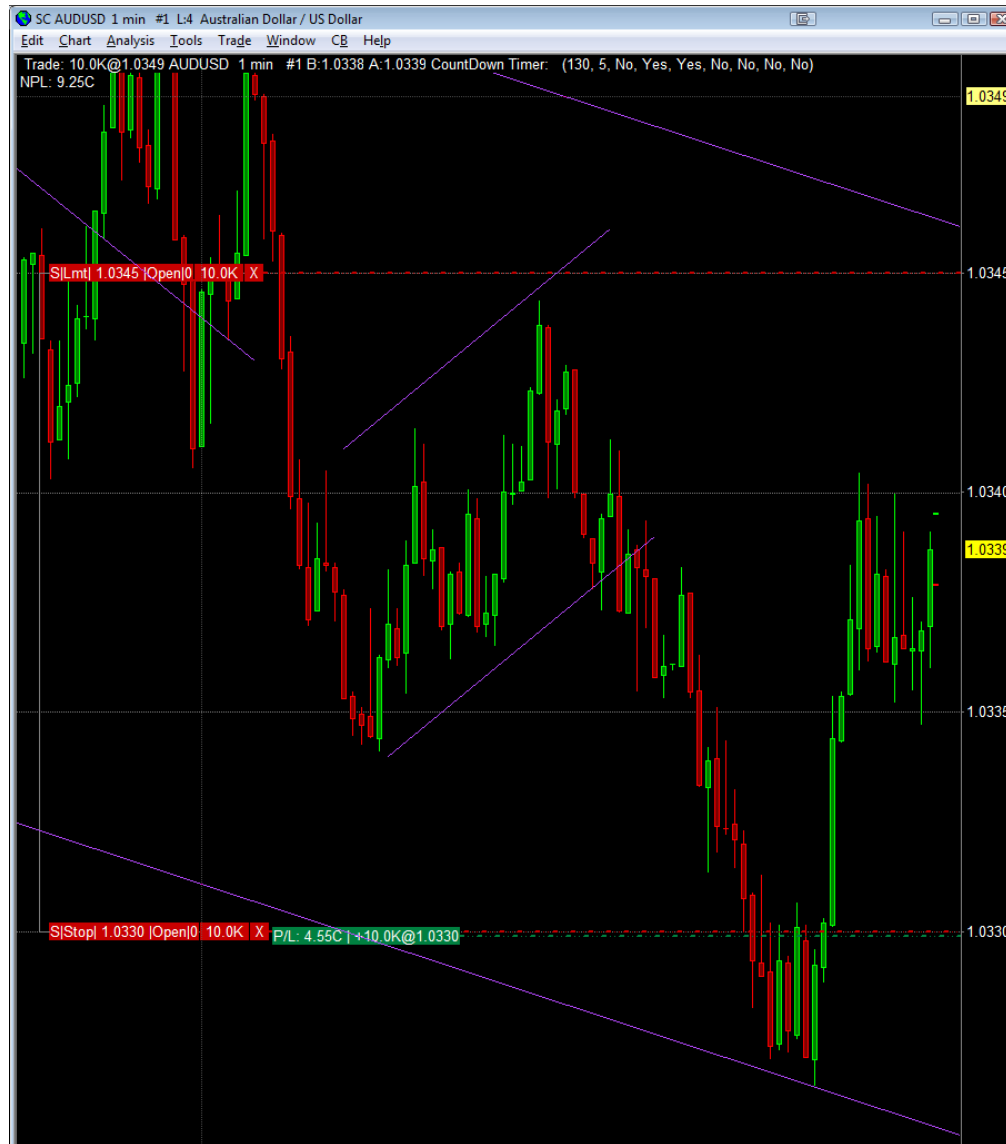 SC AUDUSD 1 min #1 L:4 Australian Dollar / US Dollar
Edit Chart Analysis Tools Trade Window CB Help
Trade: 10.0K@1.0349 AUDUSD 1 min #1 B:1.0338 A:1.0339 CountDown Timer: (130, 5, No, Yes, Yes, No, No, No, No)
NPL: 9.25C
1.0349
S|Lmt| 1.0345 |Open|0 10.0K X
1.0345
1.0340
1.0339
1.0335
S|Stop| 1.0330 |Open|0 10.0K X
P/L: 4.55C | +10.0K@1.0330
1.0330